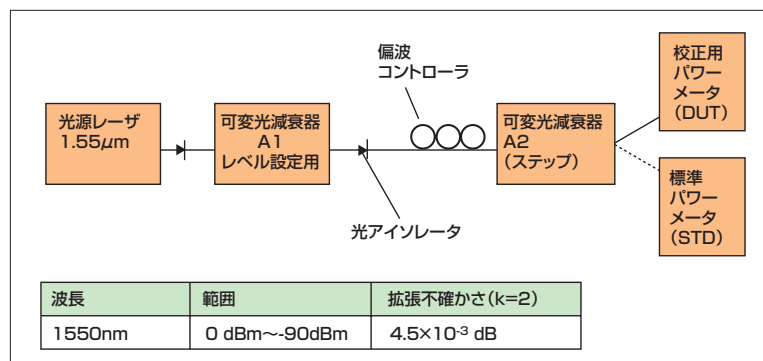 偏波
コントローラ
校正用
パワー
メータ
(DUT)
光源レーザ
1.55μm
可変光減衰器
A1
レベル設定用
可変光減衰器
A2
(ステップ)
標準
パワー
メータ
(STD)
光アイソレータ
波長 範囲 拡張不確かさ(k=2)
1550nm 0 dBm~-90dBm 4.5×10⁻³ dB